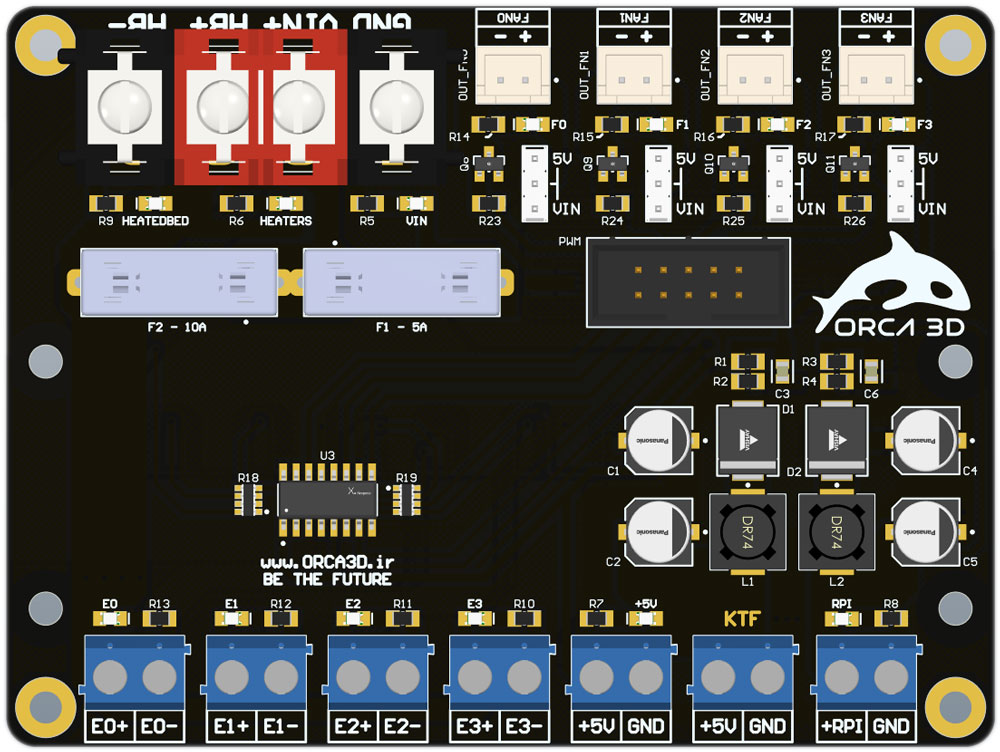 HB- HB+ VIN+ GND
FAN0 FAN1 FAN2 FAN3
- + - + - + - +
OUT_FN1 OUT_FN2 OUT_FN3
R14 F0 R15 F1 R16 F2 R17 F3
5V Q9 5V Q10 5V Q11 5V
VIN VIN VIN VIN
R23 R24 R25 R26
R9 HEATEDBED R6 HEATERS R5 VIN
PWM
F2 - 10A F1 - 5A
ORCA 3D
R1 R3
R2 R4
C3 C6
D1
Panasonic Panasonic
C1 D2 C4
U3
R18 R19
DR74 DR74
Panasonic Panasonic
C2 C5
L1 L2
www.ORCA3D.ir
BE THE FUTURE
E0 R13 E1 R12 E2 R11 E3 R10 R7 +5V KTF RPI R8
E0+ E0- E1+ E1- E2+ E2- E3+ E3- +5V GND +5V GND +RPI GND